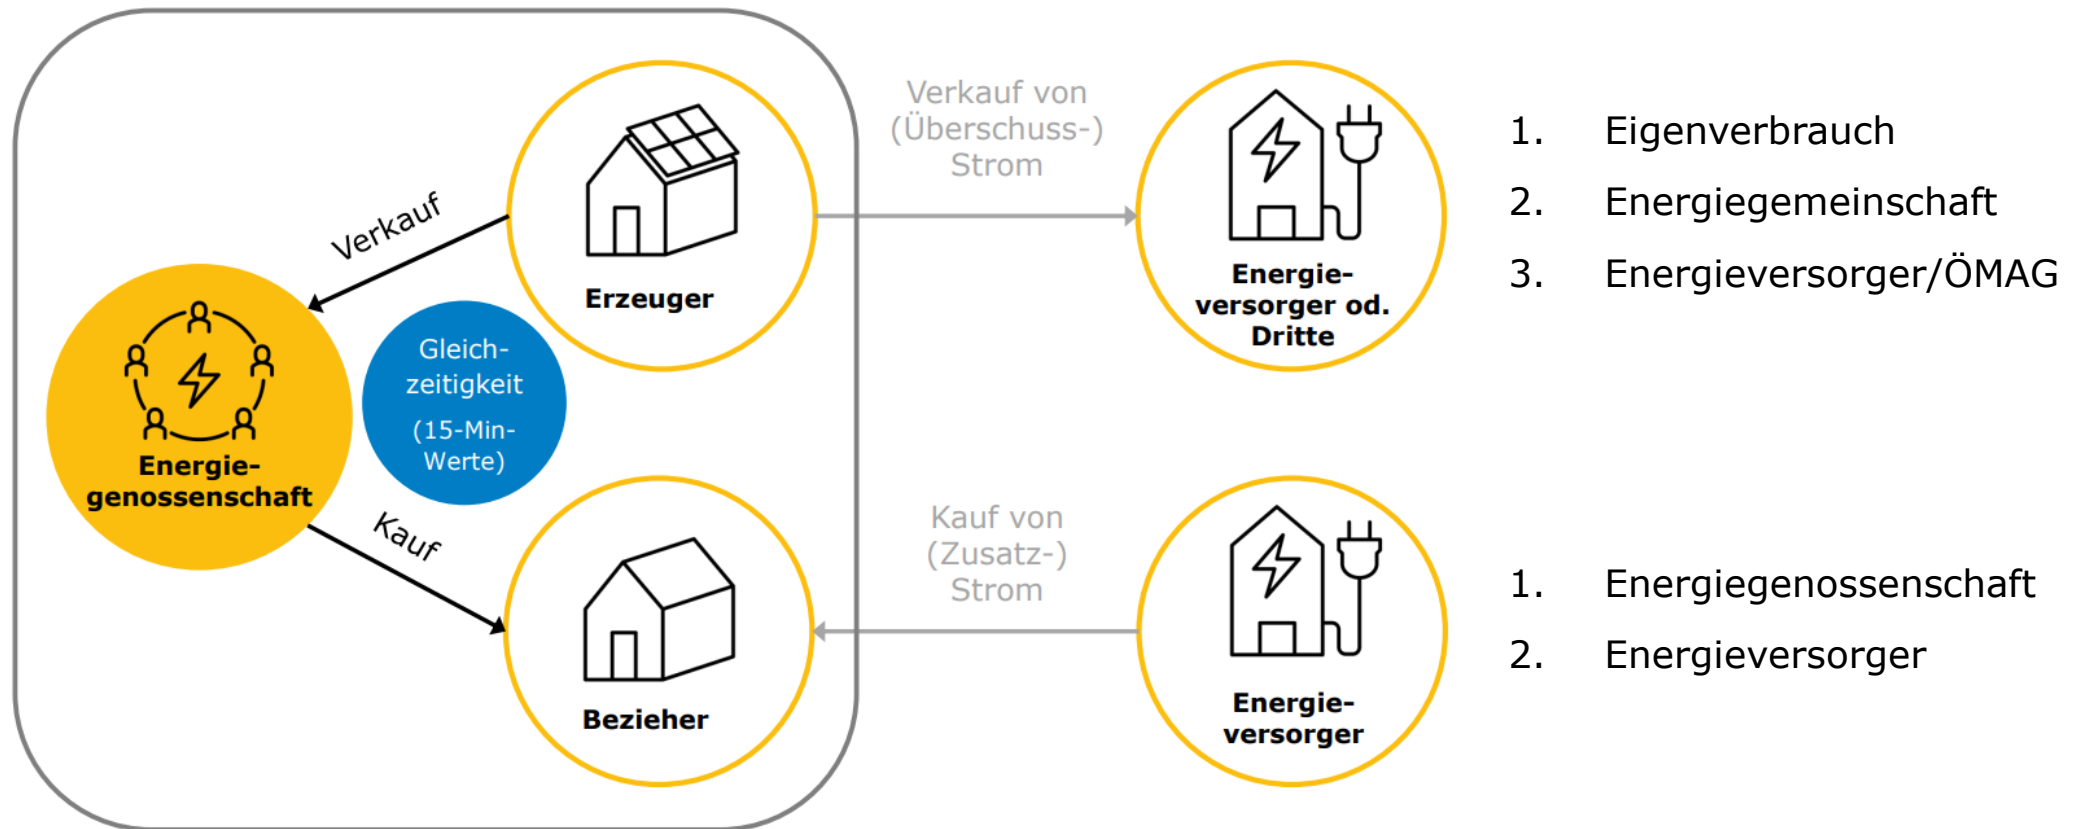 Verkauf von
(Überschuss-)
Strom
Verkauf
Erzeuger
Energie-
versorger od.
Dritte
1. Eigenverbrauch
2. Energiegemeinschaft
3. Energieversorger/ÖMAG
Gleich-
zeitigkeit
(15-Min-
Werte)
Energie-
genossenschaft
Kauf
Bezieher
Kauf von
(Zusatz-)
Strom
Energie-
versorger
1. Energiegenossenschaft
2. Energieversorger